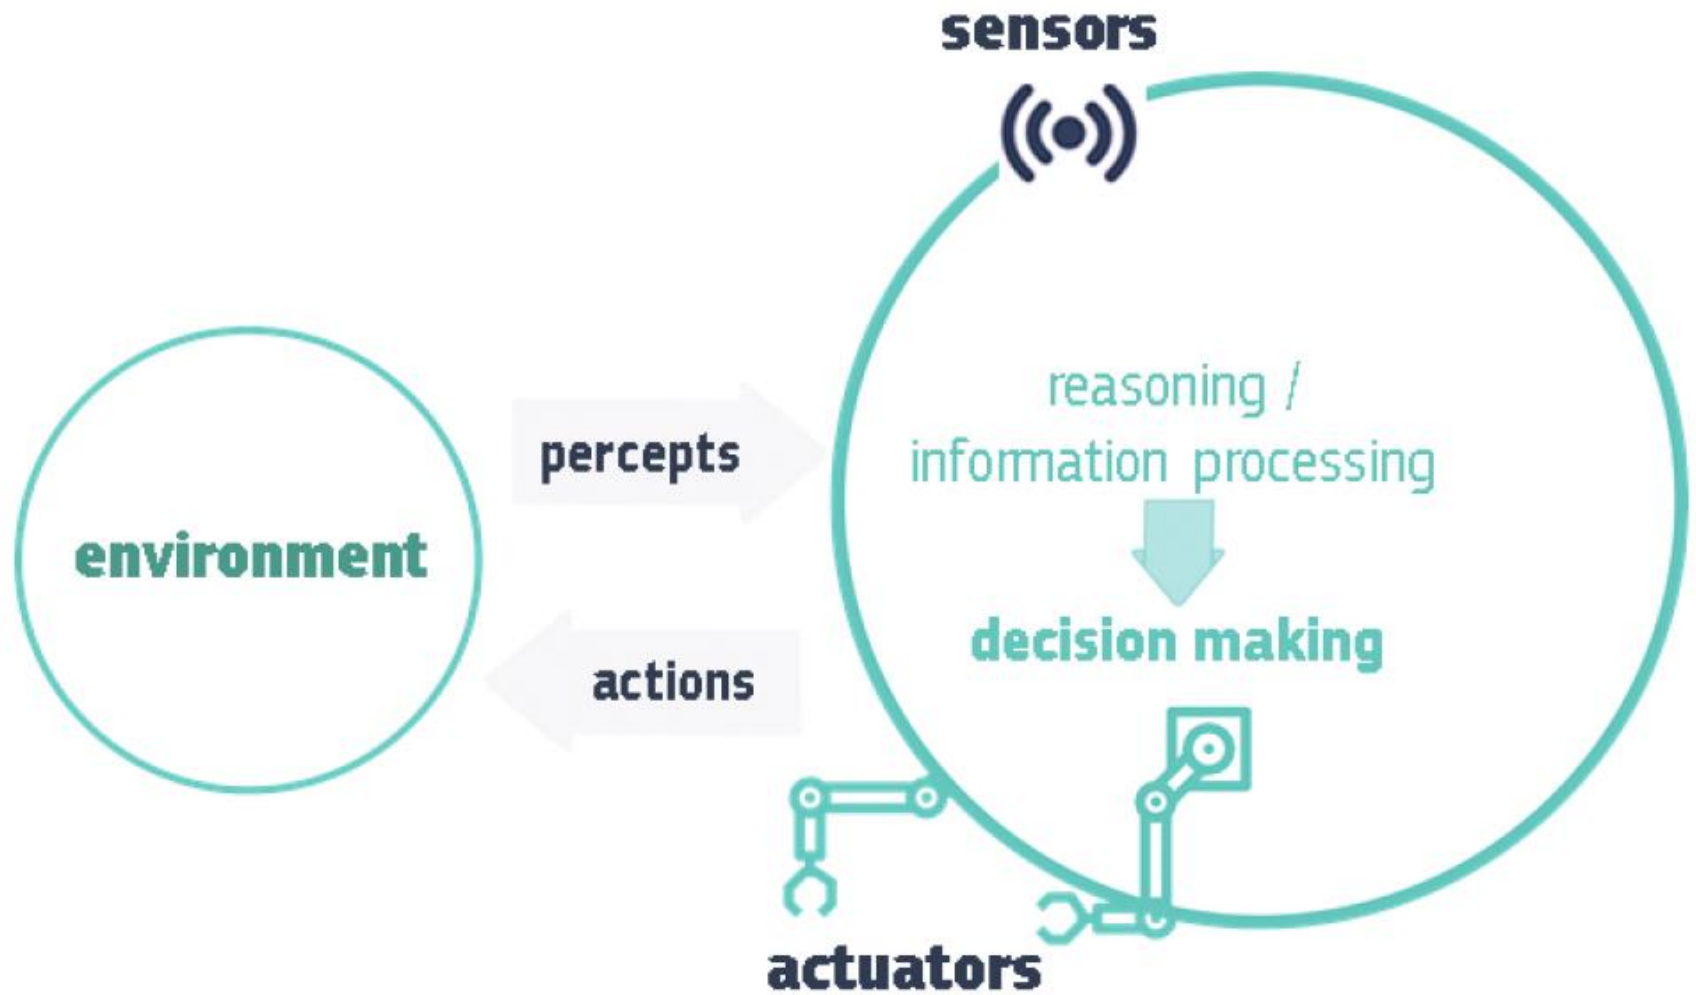 sensors
reasoning /
information processing
percepts
environment
decision making
actions
actuators